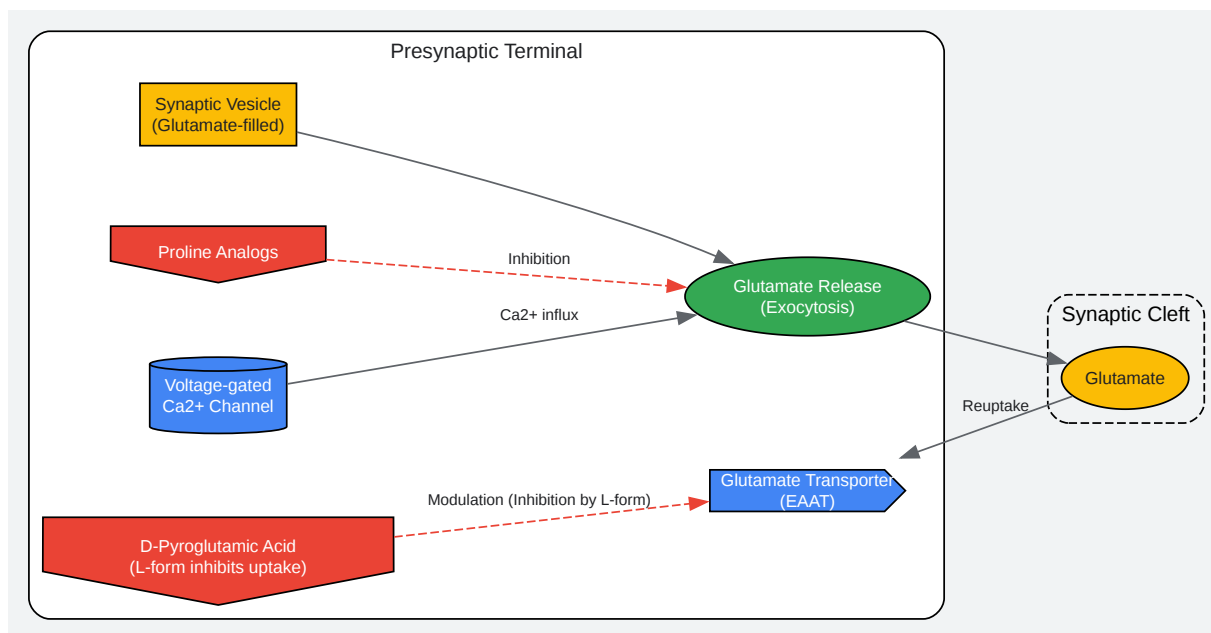 Presynaptic Terminal
Synaptic Vesicle
(Glutamate-filled)
Proline Analogs
Inhibition
Glutamate Release
(Exocytosis)
Ca2+ influx
Voltage-gated
Ca2+ Channel
Synaptic Cleft
Glutamate
Reuptake
Glutamate Transporter
(EAAT)
Modulation (Inhibition by L-form)
D-Pyroglutamic Acid
(L-form inhibits uptake)